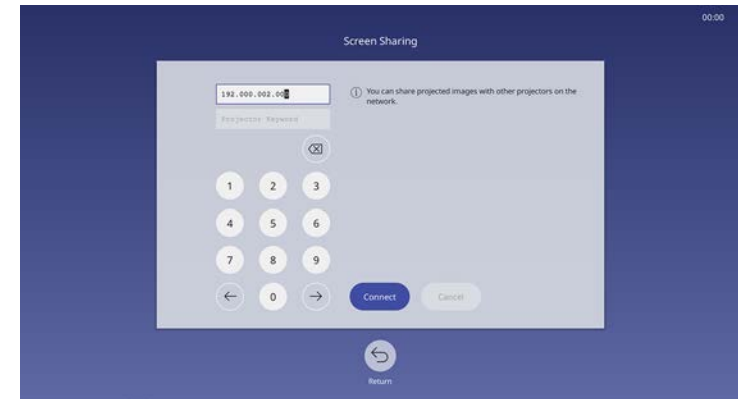 00:00
Screen Sharing
192.000.002.000
You can share projected images with other projectors on the
network.
Projector Keyword
1 2 3
4 5 6
7 8 9
0
Connect
Cancel
Return